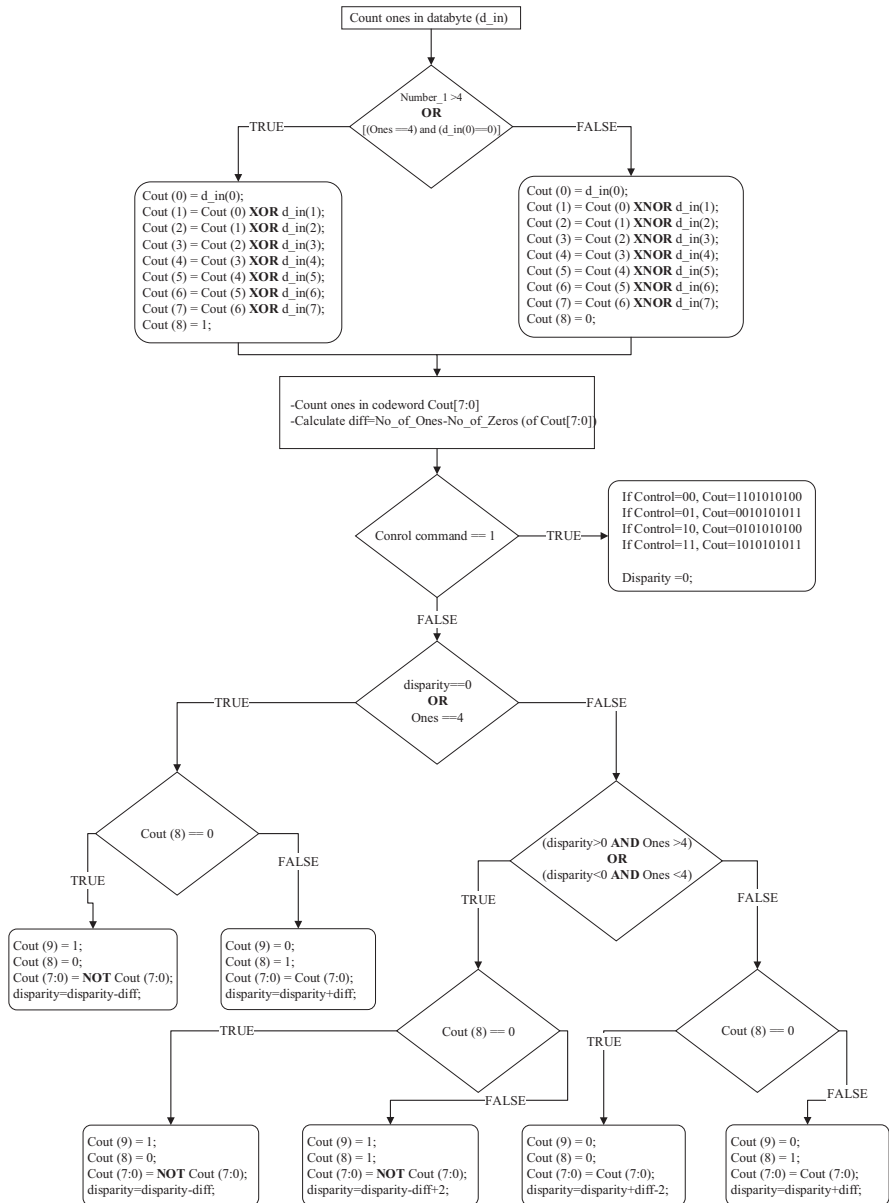 Count ones in databyte (d_in)
Number_1 >4
OR
[(Ones ==4) and (d_in(0)==0)]
TRUE
FALSE
Cout (0) = d_in(0);
Cout (1) = Cout (0) XOR d_in(1);
Cout (2) = Cout (1) XOR d_in(2);
Cout (3) = Cout (2) XOR d_in(3);
Cout (4) = Cout (3) XOR d_in(4);
Cout (5) = Cout (4) XOR d_in(5);
Cout (6) = Cout (5) XOR d_in(6);
Cout (7) = Cout (6) XOR d_in(7);
Cout (8) = 1;
Cout (0) = d_in(0);
Cout (1) = Cout (0) XNOR d_in(1);
Cout (2) = Cout (1) XNOR d_in(2);
Cout (3) = Cout (2) XNOR d_in(3);
Cout (4) = Cout (3) XNOR d_in(4);
Cout (5) = Cout (4) XNOR d_in(5);
Cout (6) = Cout (5) XNOR d_in(6);
Cout (7) = Cout (6) XNOR d_in(7);
Cout (8) = 0;
-Count ones in codeword Cout[7:0]
-Calculate diff=No_of_Ones-No_of_Zeros (of Cout[7:0])
Conrol command == 1
TRUE
If Control=00, Cout=1101010100
If Control=01, Cout=0010101011
If Control=10, Cout=0101010100
If Control=11, Cout=1010101011
Disparity =0;
FALSE
disparity==0
OR
Ones ==4
TRUE
FALSE
Cout (8) == 0
TRUE
FALSE
Cout (9) = 1;
Cout (8) = 0;
Cout (7:0) = NOT Cout (7:0);
disparity=disparity-diff;
Cout (9) = 0;
Cout (8) = 1;
Cout (7:0) = Cout (7:0);
disparity=disparity+diff;
(disparity>0 AND Ones >4)
OR
(disparity<0 AND Ones <4)
TRUE
FALSE
Cout (8) == 0
TRUE
FALSE
Cout (8) == 0
TRUE
FALSE
Cout (9) = 1;
Cout (8) = 0;
Cout (7:0) = NOT Cout (7:0);
disparity=disparity-diff;
Cout (9) = 1;
Cout (8) = 1;
Cout (7:0) = NOT Cout (7:0);
disparity=disparity-diff+2;
Cout (9) = 0;
Cout (8) = 0;
Cout (7:0) = Cout (7:0);
disparity=disparity+diff-2;
Cout (9) = 0;
Cout (8) = 1;
Cout (7:0) = Cout (7:0);
disparity=disparity+diff;